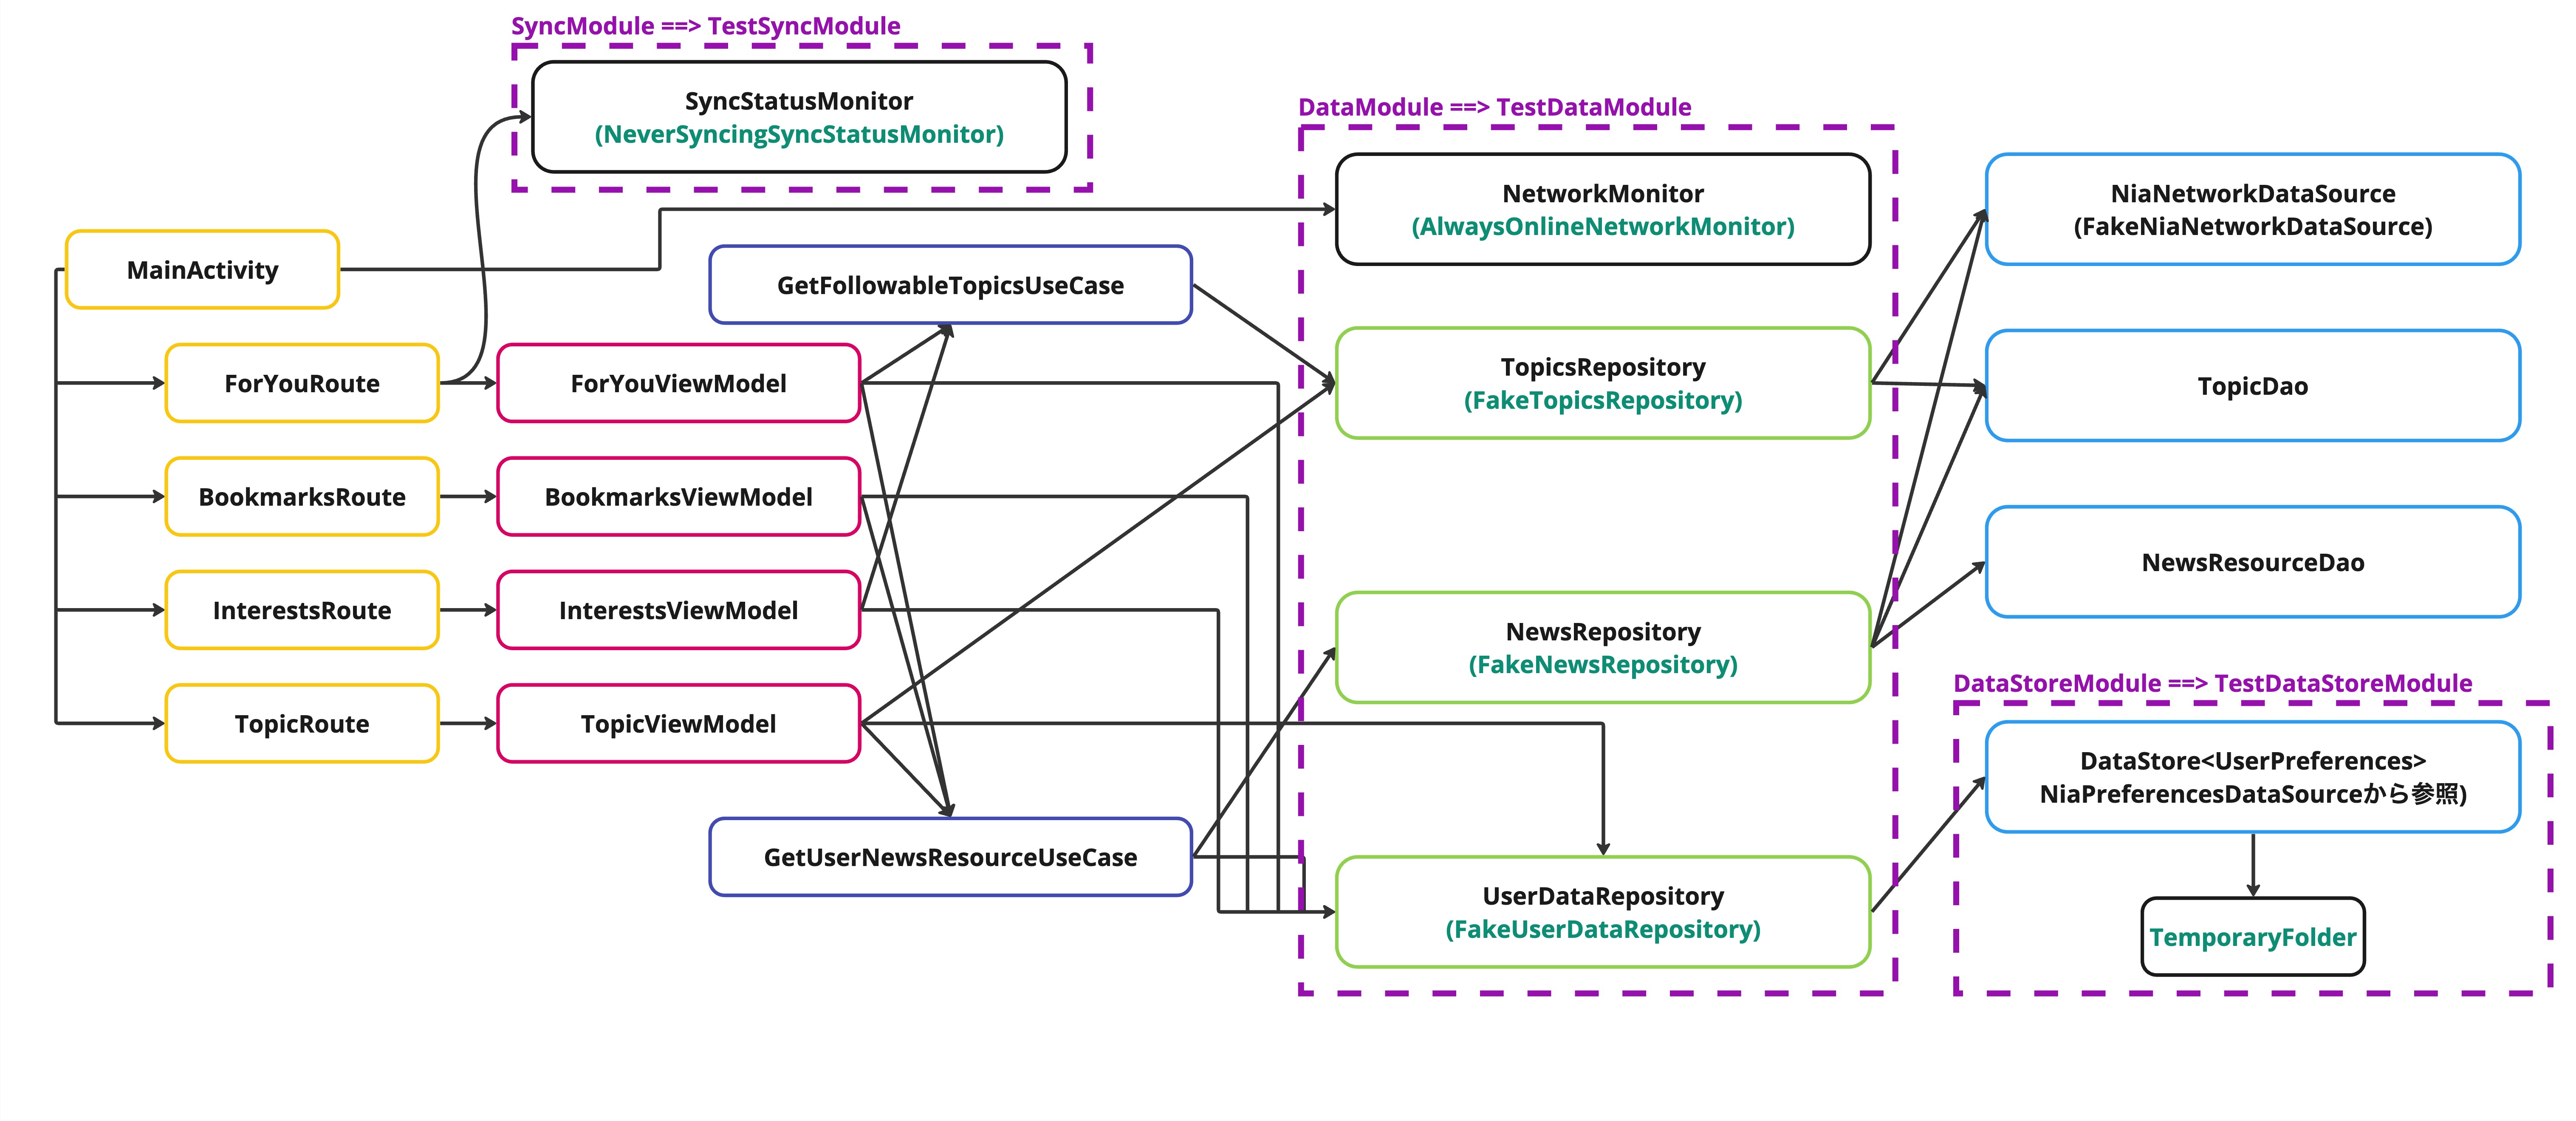 SyncModule ==> TestSyncModule
SyncStatusMonitor
(NeverSyncingSyncStatusMonitor)
DataModule ==> TestDataModule
NetworkMonitor
(AlwaysOnlineNetworkMonitor)
NiaNetworkDataSource
(FakeNiaNetworkDataSource)
MainActivity
GetFollowableTopicsUseCase
ForYouRoute
ForYouViewModel
TopicsRepository
(FakeTopicsRepository)
TopicDao
BookmarksRoute
BookmarksViewModel
NewsResourceDao
InterestsRoute
InterestsViewModel
NewsRepository
(FakeNewsRepository)
TopicRoute
TopicViewModel
DataStoreModule ==> TestDataStoreModule
DataStore<UserPreferences>
NiaPreferencesDataSourceから参照)
GetUserNewsResourceUseCase
UserDataRepository
(FakeUserDataRepository)
TemporaryFolder